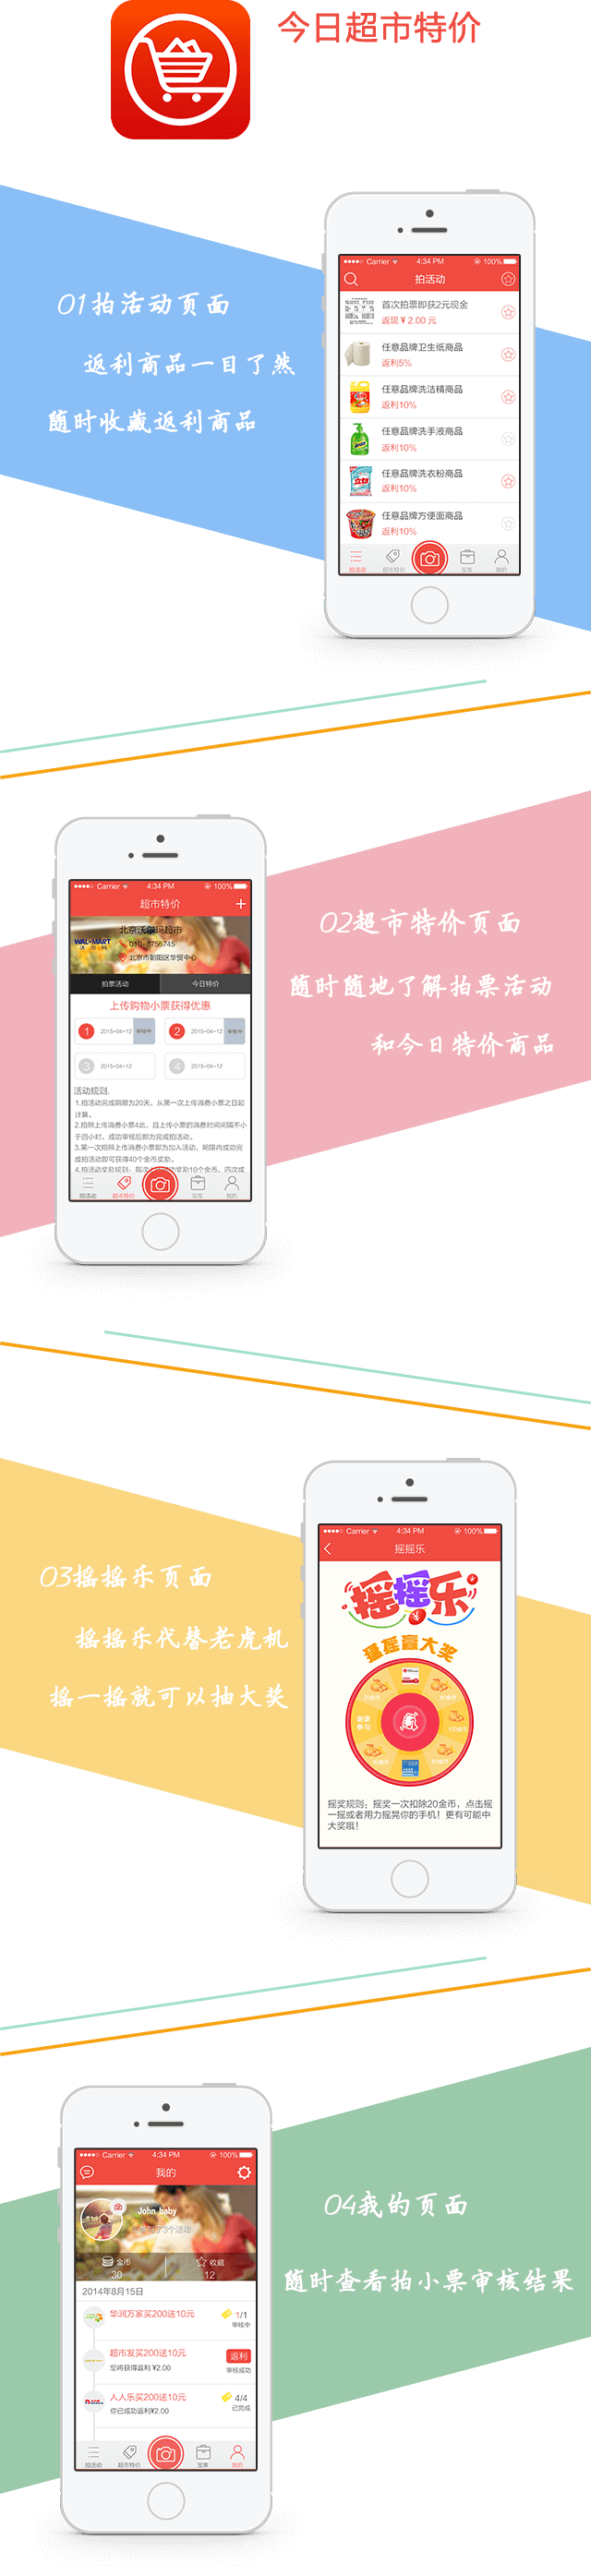 今日超市特价
01拍活动页面
返利商品一目了然
随时收藏返利商品
Carrier 4:34 PM 100%
拍活动
首次拍票即获2元现金
返现 ¥ 2.00 元
任意品牌卫生纸商品
返利5%
任意品牌洗洁精商品
返利10%
任意品牌洗手液商品
返利10%
任意品牌洗衣粉商品
返利10%
任意品牌方便面商品
返利10%
拍活动 超市特价 宝库 我的
Carrier 4:34 PM 100%
超市特价
北京沃尔玛超市
WAL-MART
010-8756745
北京市朝阳区华贸中心
拍票活动 今日特价
上传购物小票获得优惠
1 2015-04-12 审核中 2 2015-04-12 审核中
3 2015-04-12 4 2015-04-12
活动规则:
1.拍活动完成期限为20天, 从第一次上传消费小票之日起
计算。
2.拍照上传消费小票4此, 且上传小票的消费时间间隔不小
于四小时, 成功审核后即为完成拍活动。
3.第一次拍照上传消费小票即为加入活动, 期限内成功完
成拍活动即可获得40个金币奖励。
拍活动 超市特价 宝库 我的
02超市特价页面
随时随地了解拍票活动
和今日特价商品
03摇摇乐页面
摇摇乐代替老虎机
摇一摇就可以抽大奖
Carrier 4:34 PM 100%
摇摇乐
摇摇乐
猛摇赢大奖
谢谢
参与
摇奖规则: 摇奖一次扣除20金币, 点击摇
一摇或者用力摇晃你的手机! 更有可能中
大奖哦!
Carrier 4:34 PM 100%
我的
John baby
3个活动
金币 收藏
30 12
2014年8月15日
华润万家买200送10元 1/1
审核中
超市发买200送10元 返利
您将获得返利 ¥2.00 审核成功
人人乐买200送10元 4/4
你已成功返利¥2.00 已完成
拍活动 超市特价 宝库 我的
04我的页面
随时查看拍小票审核结果